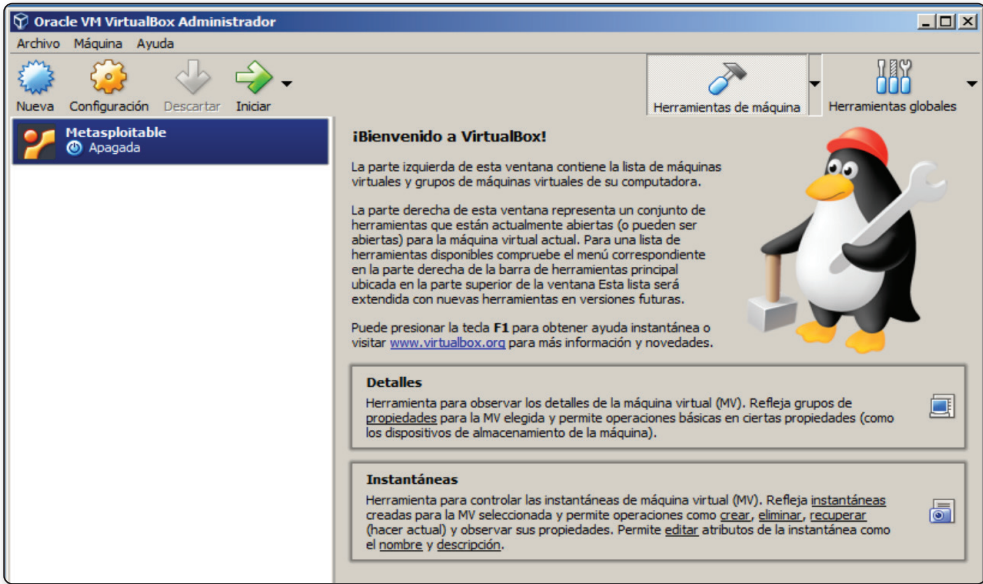 Oracle VM VirtualBox Administrador
Archivo Máquina Ayuda
Nueva Configuración Descartar Iniciar Herramientas de máquina Herramientas globales
Metasploitable
Apagada
¡Bienvenido a VirtualBox!
La parte izquierda de esta ventana contiene la lista de máquinas
virtuales y grupos de máquinas virtuales de su computadora.
La parte derecha de esta ventana representa un conjunto de
herramientas que están actualmente abiertas (o pueden ser
abiertas) para la máquina virtual actual. Para una lista de
herramientas disponibles compruebe el menú correspondiente
en la parte derecha de la barra de herramientas principal
ubicada en la parte superior de la ventana Esta lista será
extendida con nuevas herramientas en versiones futuras.
Puede presionar la tecla F1 para obtener ayuda instantánea o
visitar www.virtualbox.org para más información y novedades.
Detalles
Herramienta para observar los detalles de la máquina virtual (MV). Refleja grupos de
propiedades para la MV elegida y permite operaciones básicas en ciertas propiedades (como
los dispositivos de almacenamiento de la máquina).
Instantáneas
Herramienta para controlar las instantáneas de máquina virtual (MV). Refleja instantáneas
creadas para la MV seleccionada y permite operaciones como crear, eliminar, recuperar
(hacer actual) y observar sus propiedades. Permite editar atributos de la instantánea como
el nombre y descripción.